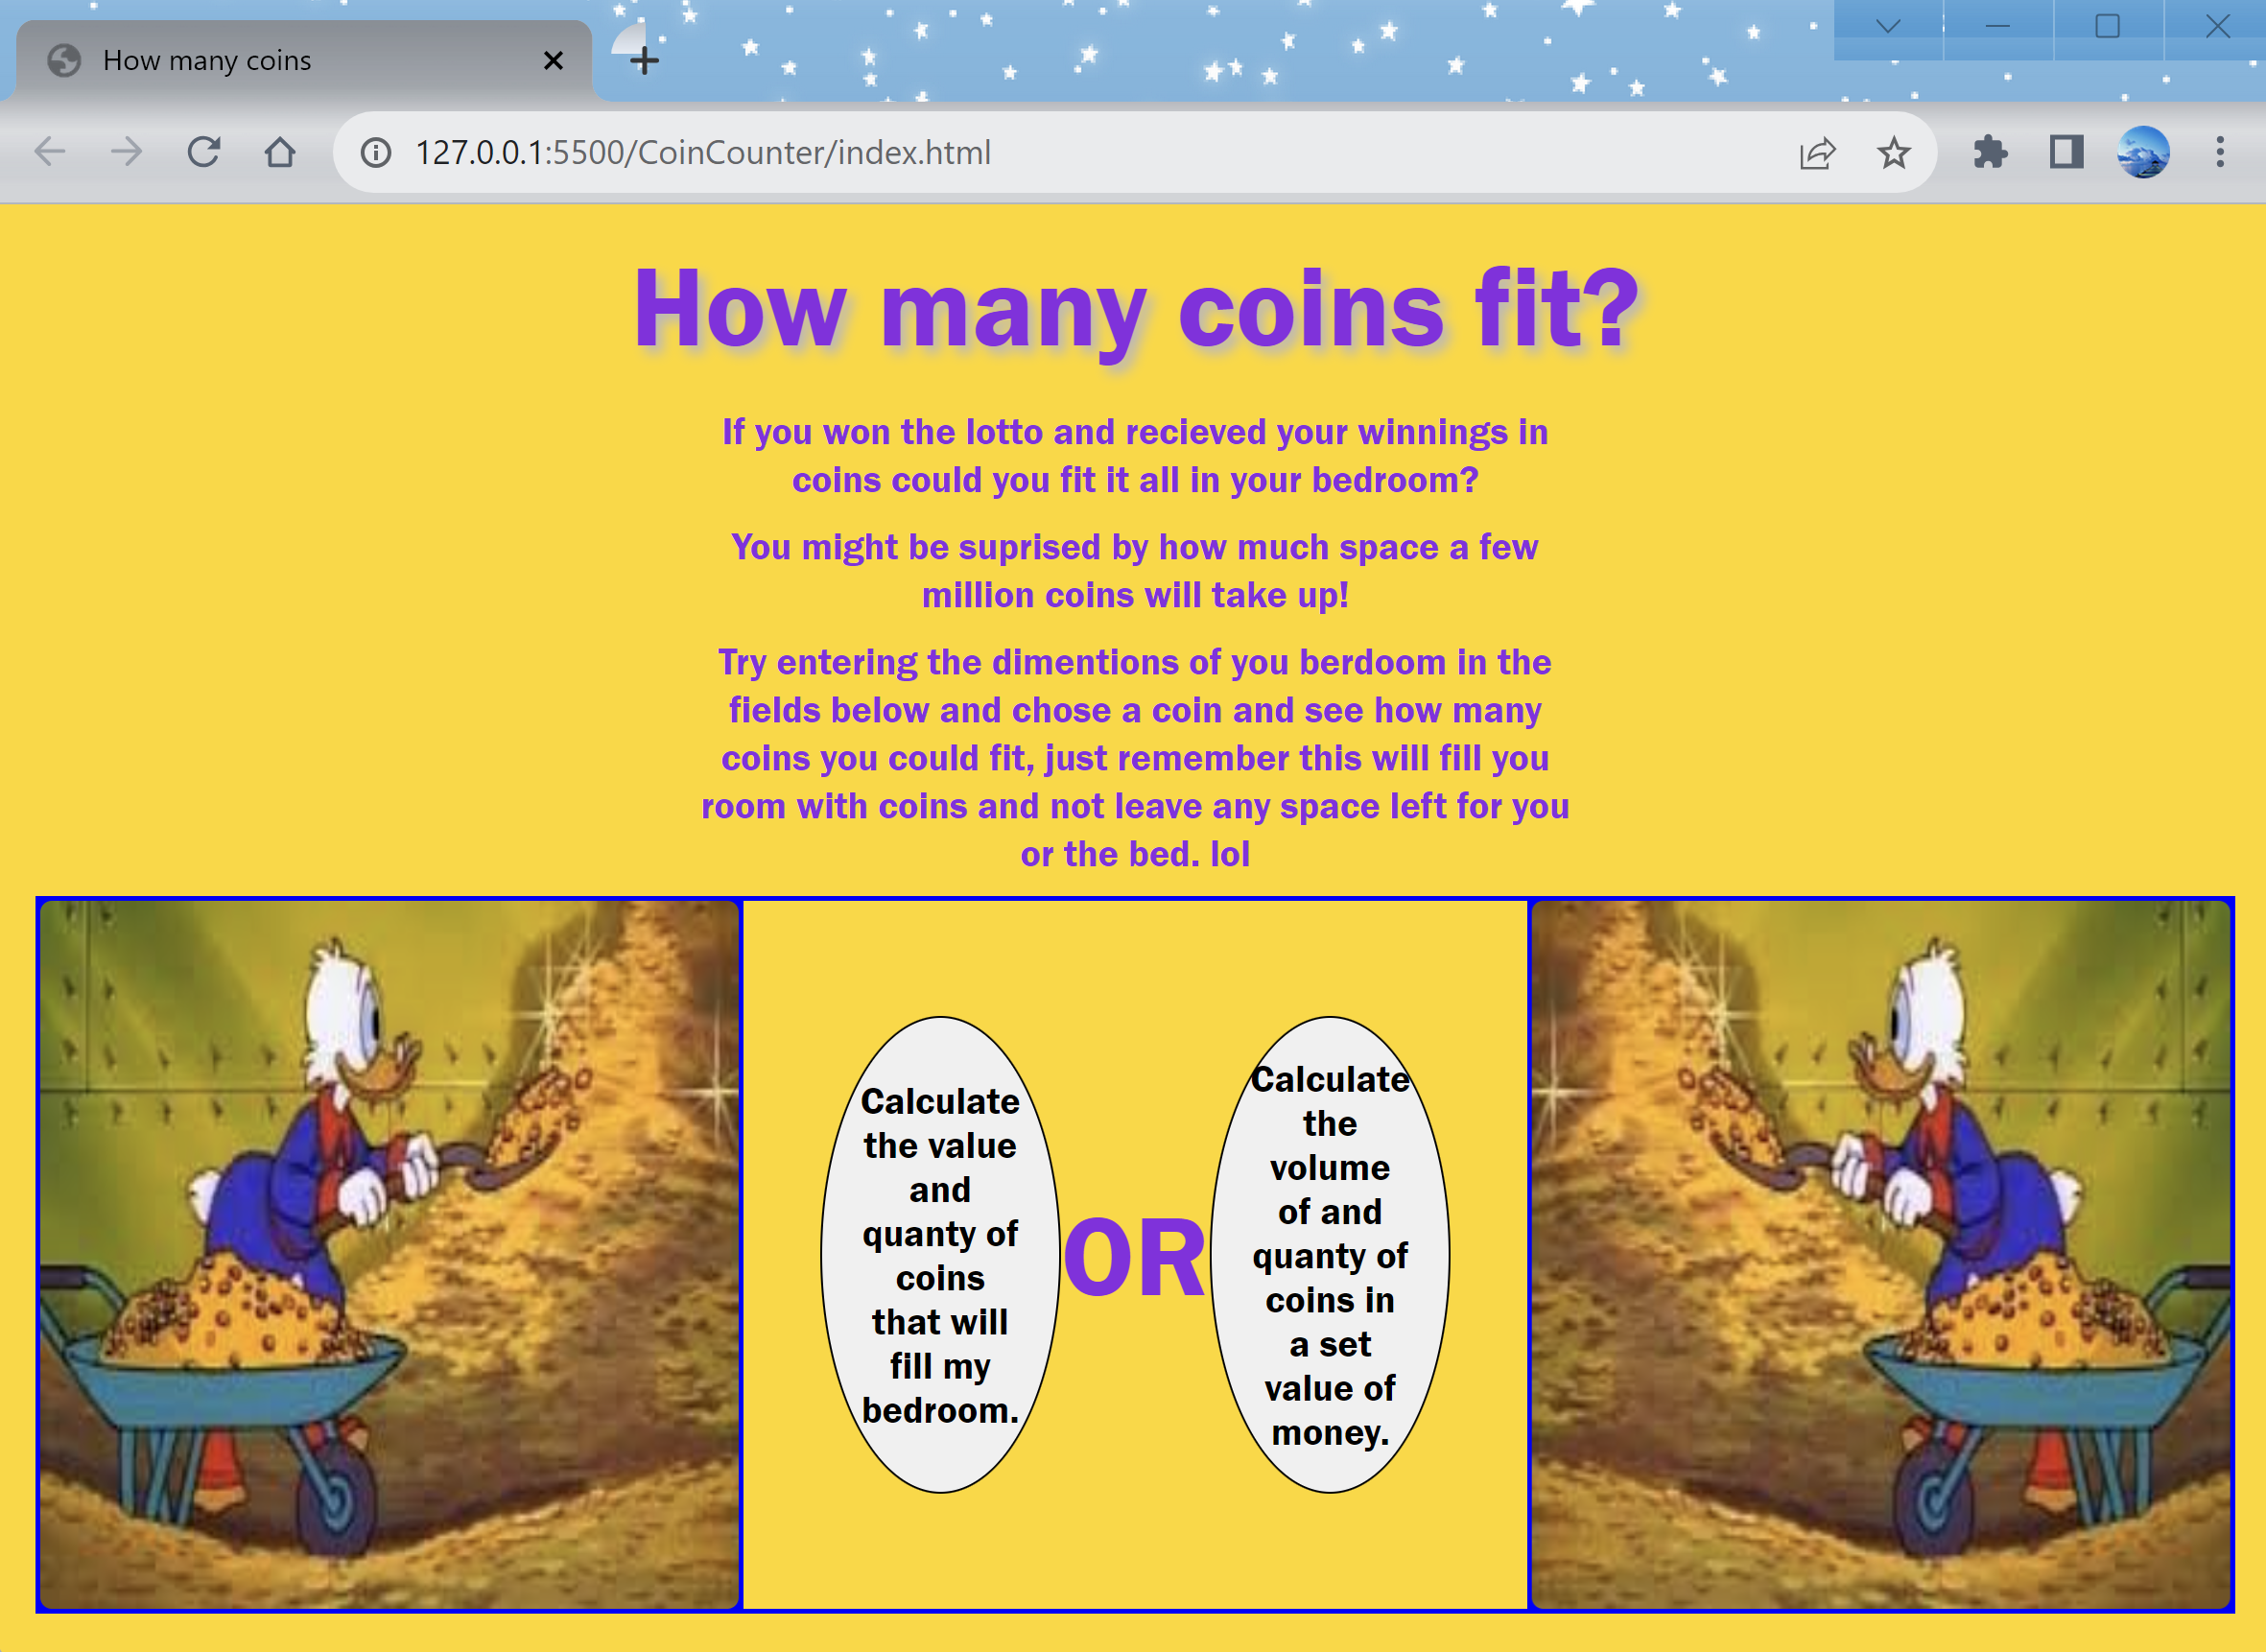 How many coins
127.0.0.1:5500/CoinCounter/index.html
How many coins fit?
If you won the lotto and recieved your winnings in
coins could you fit it all in your bedroom?
You might be suprised by how much space a few
million coins will take up!
Try entering the dimentions of you berdoom in the
fields below and chose a coin and see how many
coins you could fit, just remember this will fill you
room with coins and not leave any space left for you
or the bed. lol
Calculate
the value
and
quanty of
coins
that will
fill my
bedroom.
OR
Calculate
the
volume
of and
quanty of
coins in
a set
value of
money.